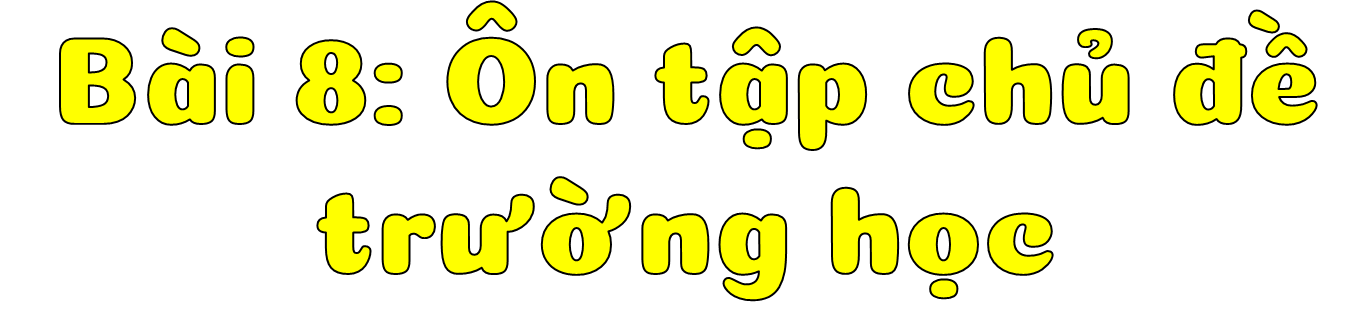 Bài 8: Ôn tập chủ đề
trường học